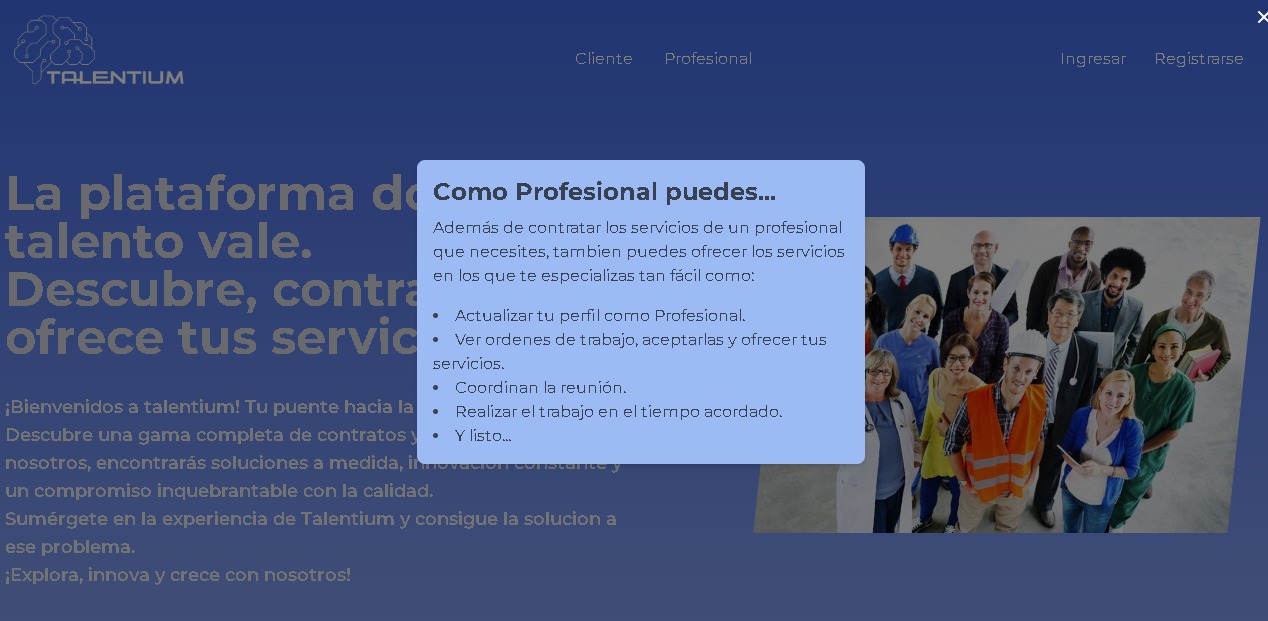 TALENTIUM
Cliente
Profesional
Ingresar
Registrarse
La plataforma do
talento vale.
Descubre, contra
ofrece tus servic
¡Bienvenidos a talentium! Tu puente hacia la
Descubre una gama completa de contratos y
nosotros, encontrarás soluciones a medida, innovación constante y
un compromiso inquebrantable con la calidad.
Sumérgete en la experiencia de Talentium y consigue la solucion a
ese problema.
¡Explora, innova y crece con nosotros!
Como Profesional puedes...
Además de contratar los servicios de un profesional
que necesites, tambien puedes ofrecer los servicios
en los que te especializas tan fácil como:
• Actualizar tu perfil como Profesional.
• Ver ordenes de trabajo, aceptarlas y ofrecer tus
servicios.
• Coordinan la reunión.
• Realizar el trabajo en el tiempo acordado.
• Y listo...